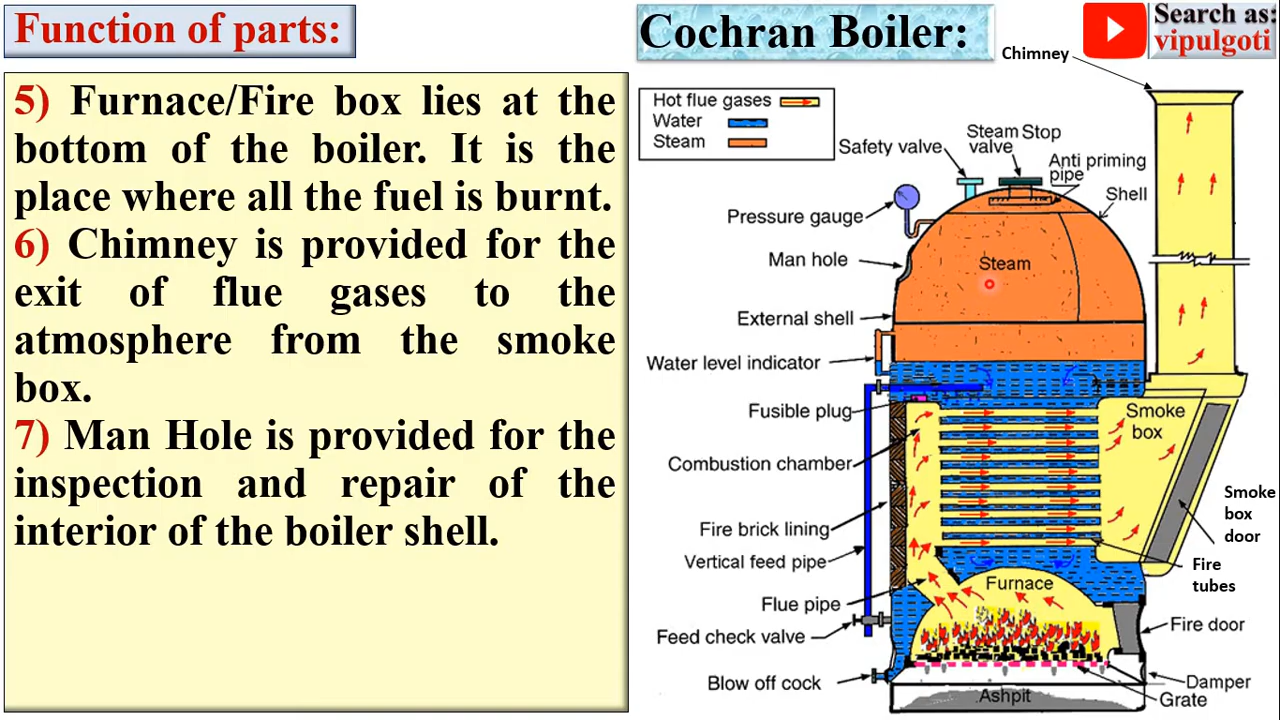 Function of parts:
5) Furnace/Fire box lies at the
bottom of the boiler. It is the
place where all the fuel is burnt.
6) Chimney is provided for the
exit of flue gases to the
atmosphere from the smoke
box.
7) Man Hole is provided for the
inspection and repair of the
interior of the boiler shell.
Cochran Boiler:
Search as:
vipulgoti
Chimney
Hot flue gases
Water
Steam
Safety valve
Steam Stop
valve
Anti priming
pipe
Shell
Pressure gauge
Man hole
Steam
External shell
Water level indicator
Fusible plug
Smoke
box
Combustion chamber
Smoke
box
door
Fire brick lining
Vertical feed pipe
Fire
tubes
Furnace
Flue pipe
Feed check valve
Fire door
Blow off cock
Damper
Grate
Ashpit